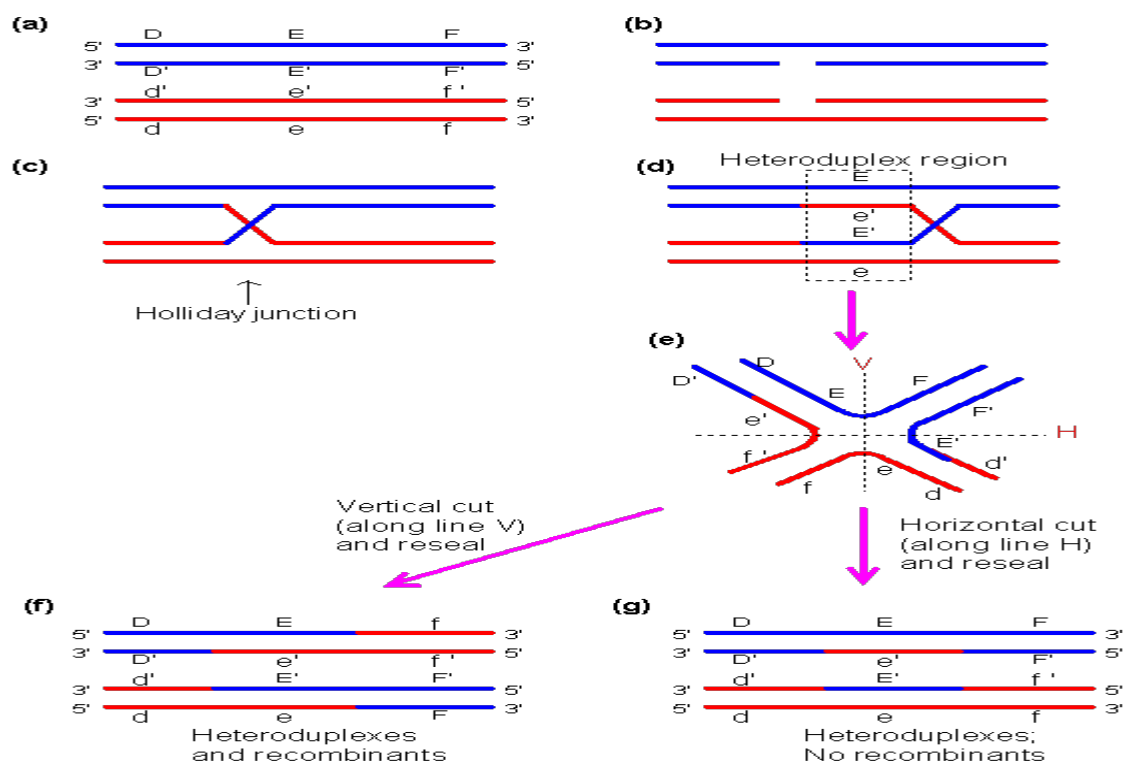 (a)
D E F
5' 3'
3' 5'
D' E' F'
d' e' f '
3' 5'
5' 3'
d e f
(b)
(c)
Holliday junction
(d)
Heteroduplex region
E
e'
E'
e
(e)
V
D F
D' E F'
e' E' H
f ' d'
f e d
Vertical cut
(along line V)
and reseal
Horizontal cut
(along line H)
and reseal
(f)
D E f
5' 3'
3' 5'
D' e' f '
d' E' F'
3' 5'
5' 3'
d e F
Heteroduplexes
and recombinants
(g)
D E F
5' 3'
3' 5'
D' e' F'
d' E' f '
3' 5'
5' 3'
d e f
Heteroduplexes;
No recombinants